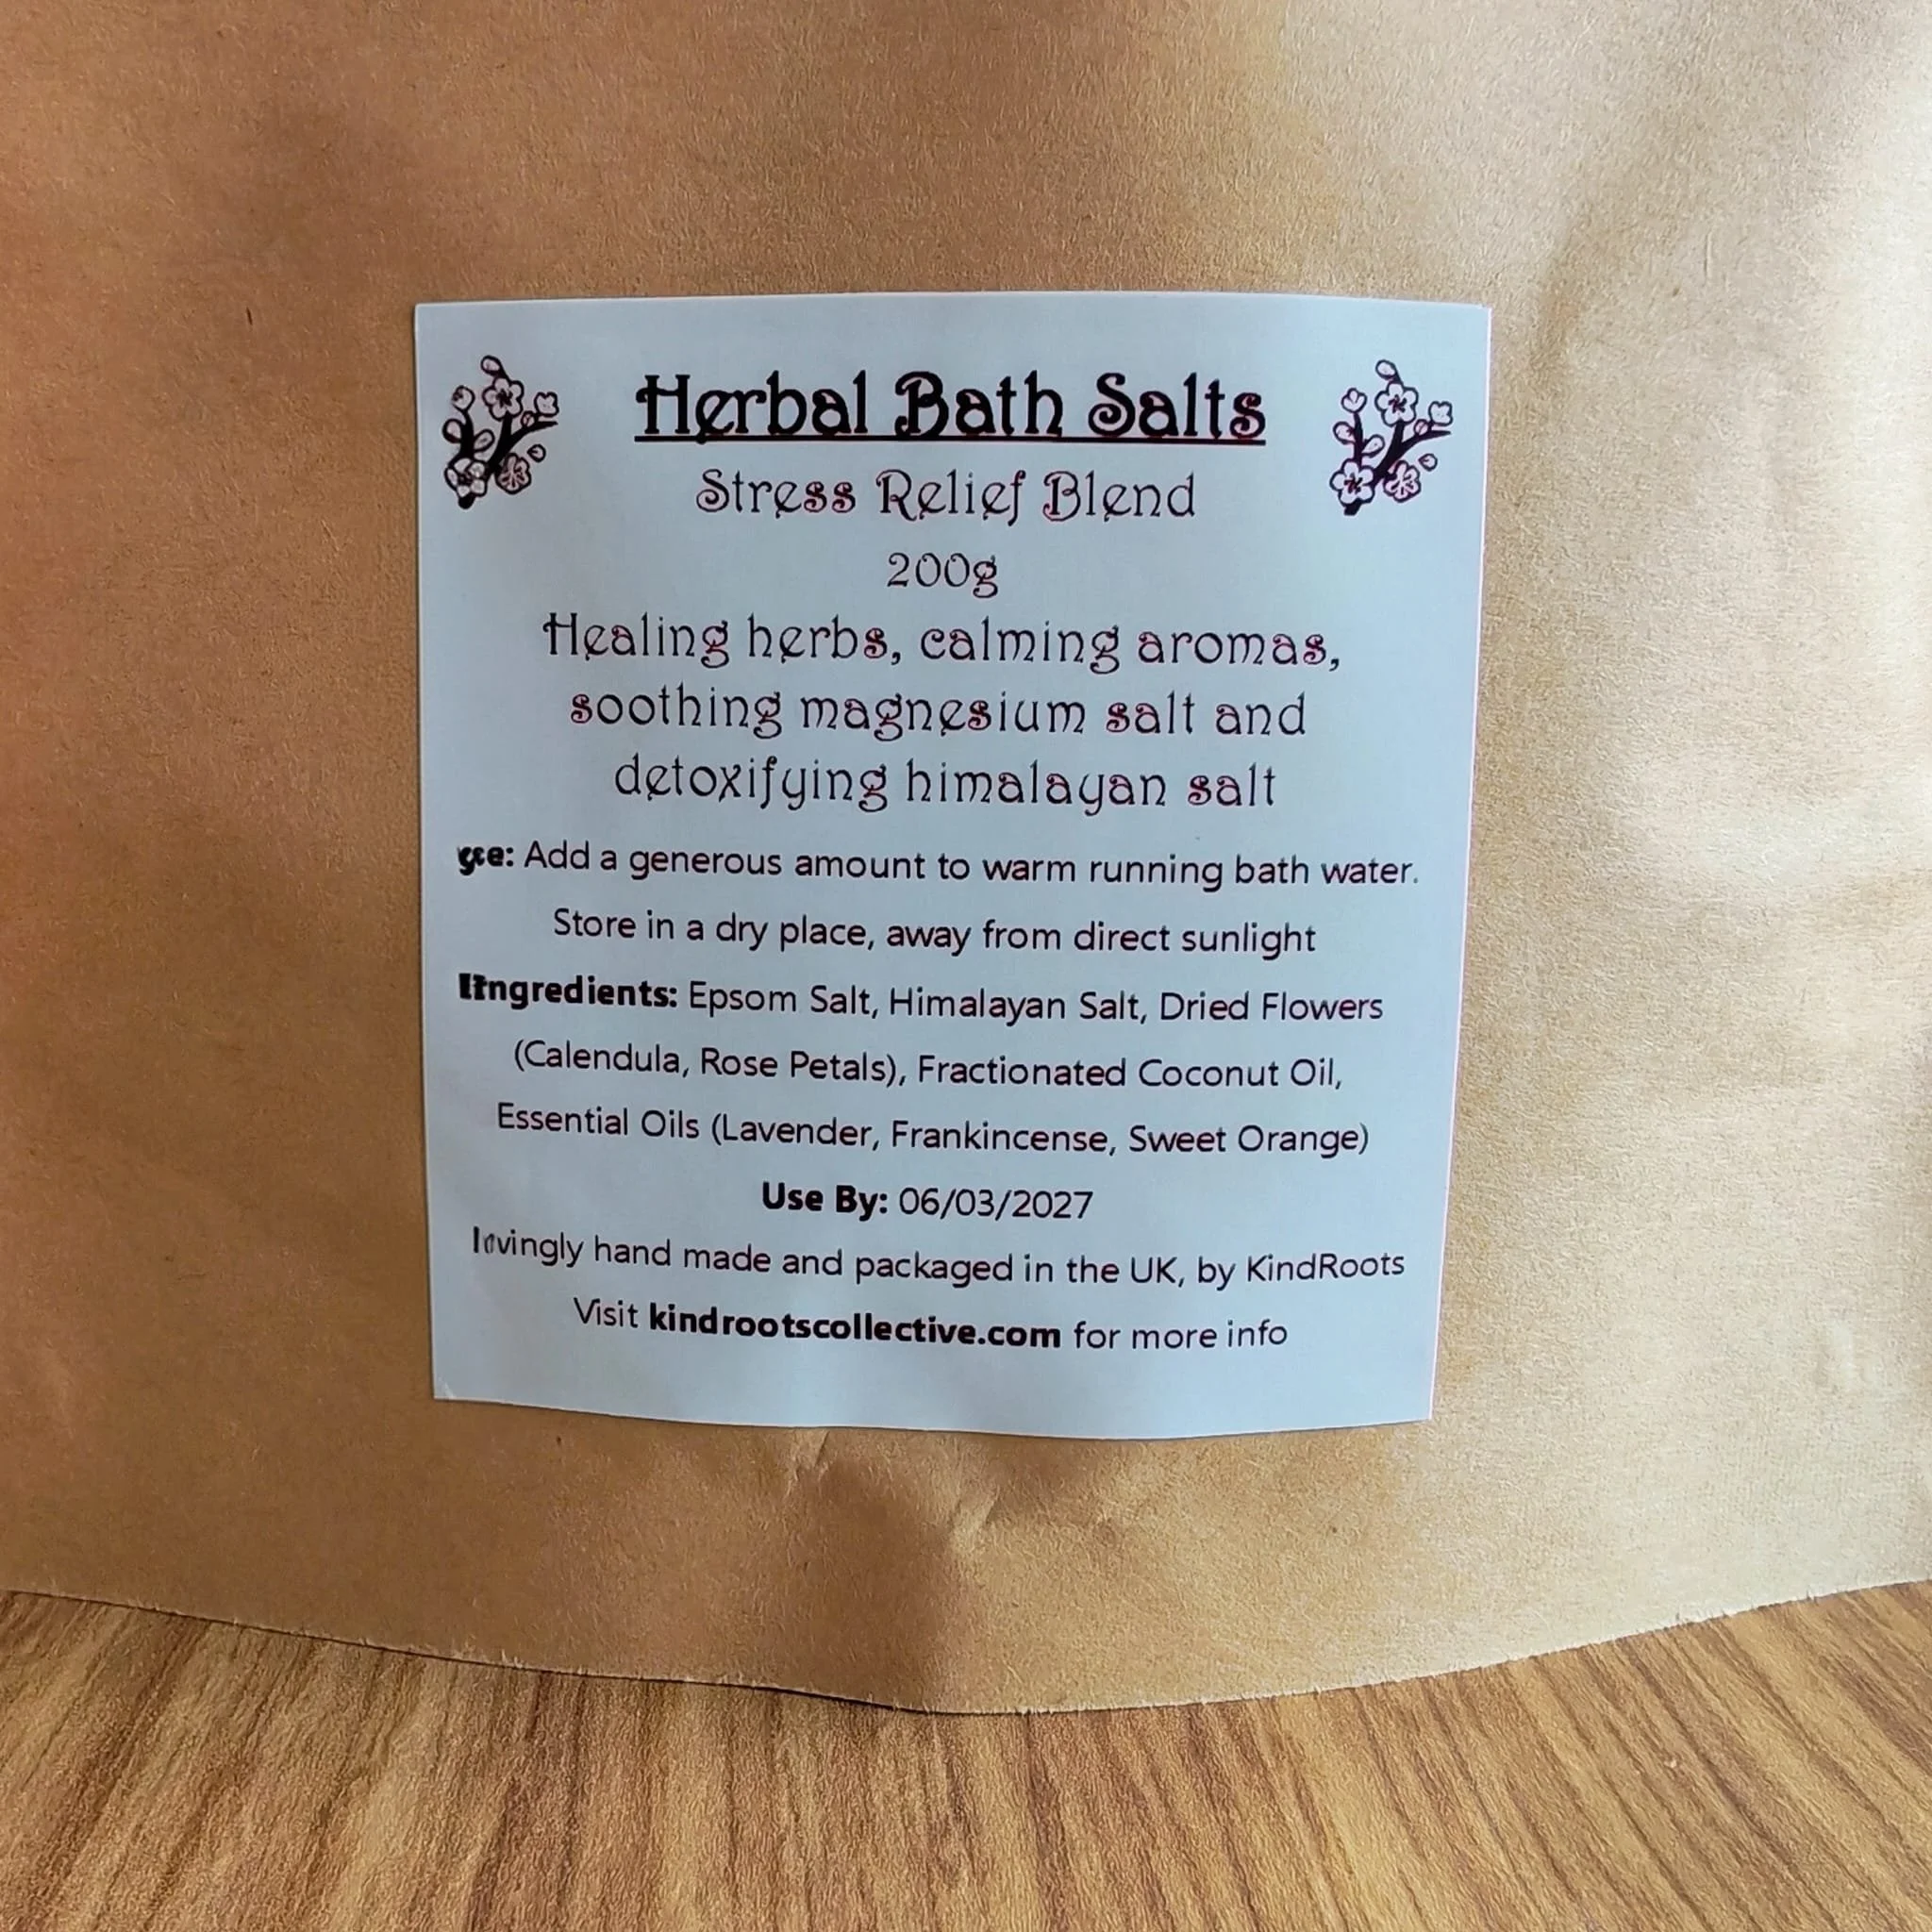 Herbal Bath Salts
Stress Relief Blend
200g
Healing herbs, calming aromas,
soothing magnesium salt and
detoxifying himalayan salt
Add a generous amount to warm running bath water.
Store in a dry place, away from direct sunlight
Ingredients: Epsom Salt, Himalayan Salt, Dried Flowers
(Calendula, Rose Petals), Fractionated Coconut Oil,
Essential Oils (Lavender, Frankincense, Sweet Orange)
Use By: 06/03/2027
lovingly hand made and packaged in the UK, by KindRoots
Visit kindrootscollective.com for more info